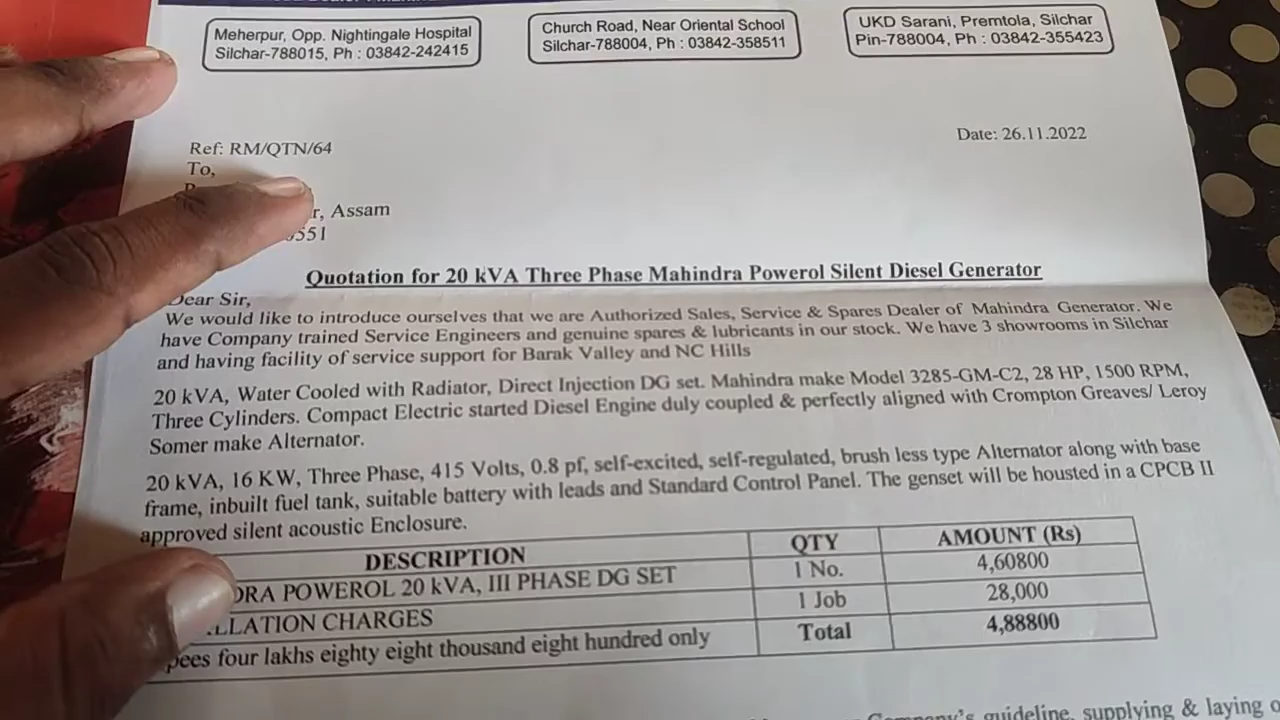 Meherpur, Opp. Nightingale Hospital
Silchar-788015, Ph : 03842-242415
Church Road, Near Oriental School
Silchar-788004, Ph : 03842-358511
UKD Sarani, Premtola, Silchar
Pin-788004, Ph : 03842-355423
Ref: RM/QTN/64
Date: 26.11.2022
To,
r, Assam
551
Quotation for 20 kVA Three Phase Mahindra Powerol Silent Diesel Generator
Dear Sir,
We would like to introduce ourselves that we are Authorized Sales, Service & Spares Dealer of Mahindra Generator. We
have Company trained Service Engineers and genuine spares & lubricants in our stock. We have 3 showrooms in Silchar
and having facility of service support for Barak Valley and NC Hills
20 kVA, Water Cooled with Radiator, Direct Injection DG set. Mahindra make Model 3285-GM-C2, 28 HP, 1500 RPM,
Three Cylinders. Compact Electric started Diesel Engine duly coupled & perfectly aligned with Crompton Greaves/ Leroy
Somer make Alternator.
20 kVA, 16 KW, Three Phase, 415 Volts, 0.8 pf, self-excited, self-regulated, brush less type Alternator along with base
frame, inbuilt fuel tank, suitable battery with leads and Standard Control Panel. The genset will be housted in a CPCB II
approved silent acoustic Enclosure.
DESCRIPTION QTY AMOUNT (Rs)
DRA POWEROL 20 kVA, III PHASE DG SET 1 No. 4,60800
LLATION CHARGES 1 Job 28,000
pees four lakhs eighty eight thousand eight hundred only Total 4,88800
Company's guideline, supplying & laying o